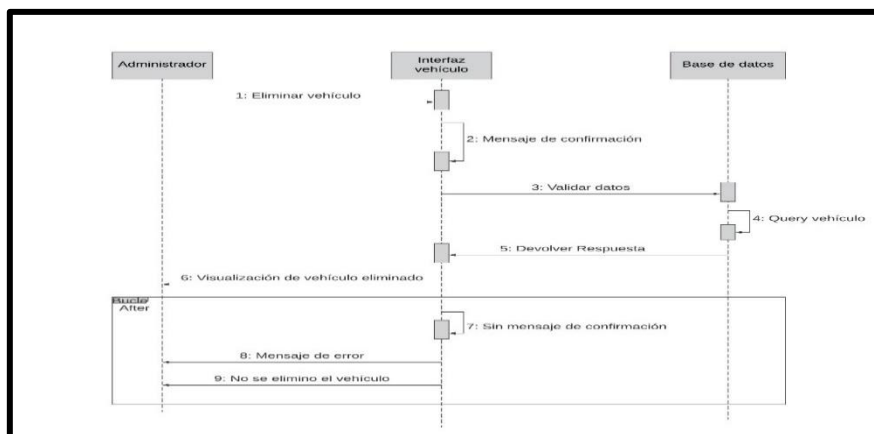 Administrador
Interfaz
vehículo
Base de datos
1: Eliminar vehículo
2: Mensaje de confirmación
3: Validar datos
4: Query vehículo
5: Devolver Respuesta
6: Visualización de vehículo eliminado
Bucle
After
7: Sin mensaje de confirmación
8: Mensaje de error
9: No se elimino el vehículo